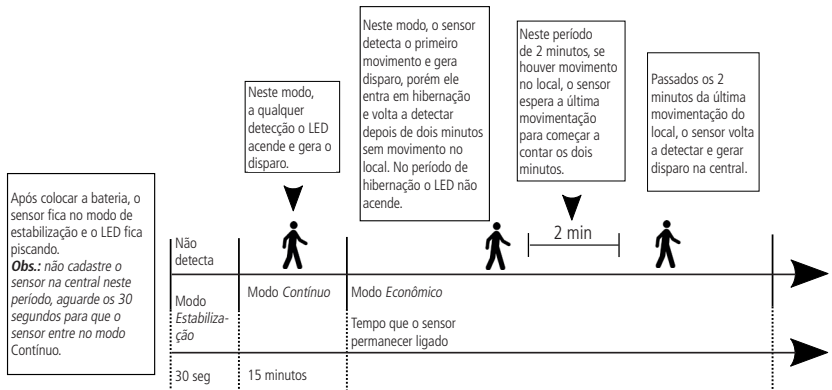 Após colocar a bateria, o
sensor fica no modo de
estabilização e o LED fica
piscando.
Obs.: não cadastre o
sensor na central neste
período, aguarde os 30
segundos para que o
sensor entre no modo
Contínuo.
Neste modo,
a qualquer
detecção o LED
acende e gera o
disparo.
Neste modo, o sensor
detecta o primeiro
movimento e gera
disparo, porém ele
entra em hibernação
e volta a detectar
depois de dois minutos
sem movimento no
local. No período de
hibernação o LED não
acende.
Neste período
de 2 minutos, se
houver movimento
no local, o sensor
espera a última
movimentação
para começar a
contar os dois
minutos.
Passados os 2
minutos da última
movimentação do
local, o sensor volta
a detectar e gerar
disparo na central.
Não
detecta
2 min
Modo
Estabiliza-
ção
Modo Contínuo
Modo Econômico
Tempo que o sensor
permanecer ligado
30 seg
15 minutos